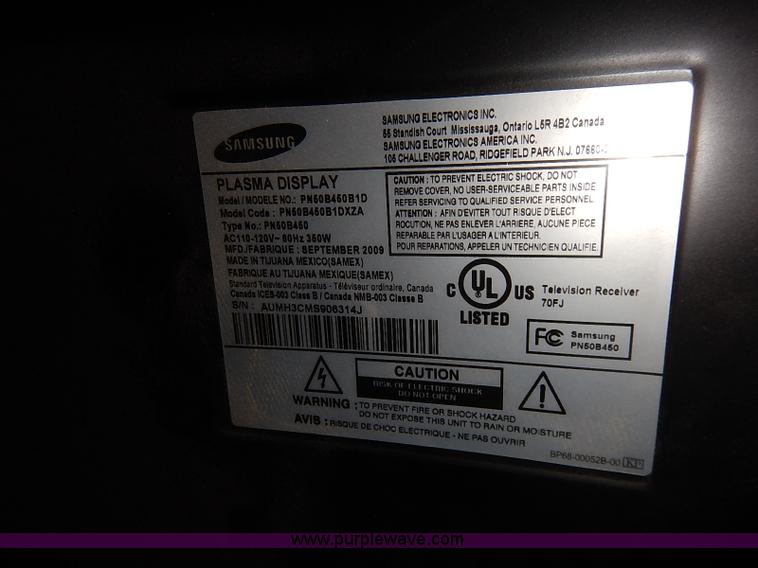 SAMSUNG
SAMSUNG ELECTRONICS INC.
55 Standish Court Mississauga, Ontario L5R 4B2 Canada
SAMSUNG ELECTRONICS AMERICA INC.
105 CHALLENGER ROAD, RIDGEFIELD PARK N.J. 07660-
PLASMA DISPLAY
Model / MODELE NO.: PN50B450B1D
Model Code : PN50B450B1DXZA
Type No.: PN50B450
AC110-120V~ 60Hz 350W
MFD./FABRIQUE : SEPTEMBER 2009
MADE IN TIJUANA MEXICO(SAMEX)
FABRIQUE AU TIJUANA MEXIQUE(SAMEX)
Standard Television Apparatus - Téléviseur ordinaire, Canada
Canada ICES-003 Class B / Canada NMB-003 Classe B
S/N : AUMH3CMS906314J
CAUTION : TO PREVENT ELECTRIC SHOCK, DO NOT
REMOVE COVER, NO USER-SERVICEABLE PARTS INSIDE.
REFER SERVICING TO QUALIFIED SERVICE PERSONNEL.
ATTENTION : AFIN D'EVITER TOUT RISQUE D'ELECT
ROCUTION, NE PAS ENLEVER L'ARRIERE, AUCUNE PIECE
REPARABLE PAR L'USAGER A L'INTERIEUR.
POUR REPARATIONS, APPELER UN TECHNICIEN QUALIFIE.
C UL US
LISTED
Television Receiver
70FJ
FC Samsung
PN50B450
CAUTION
RISK OF ELECTRIC SHOCK
DO NOT OPEN
WARNING : TO PREVENT FIRE OR SHOCK HAZARD
DO NOT EXPOSE THIS UNIT TO RAIN OR MOISTURE
AVIS : RISQUE DE CHOC ELECTRIQUE - NE PAS OUVRIR
BP68-00052B-00
www.purplewave.com